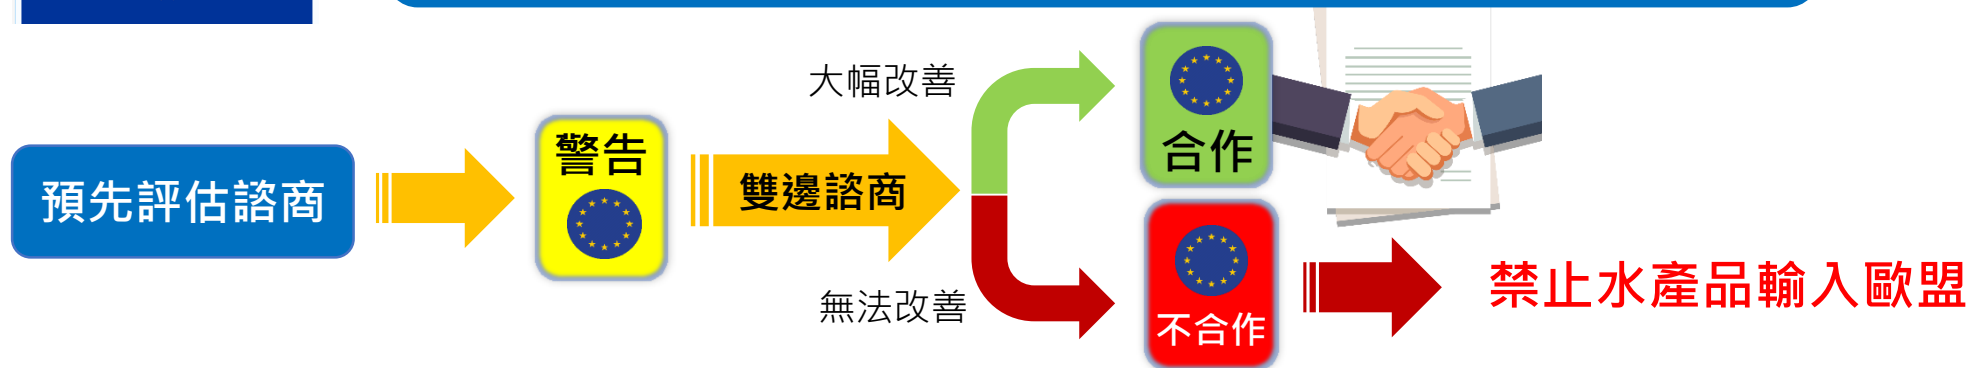 預先評估諮商
警告
雙邊諮商
大幅改善
合作
無法改善
不合作
禁止水產品輸入歐盟